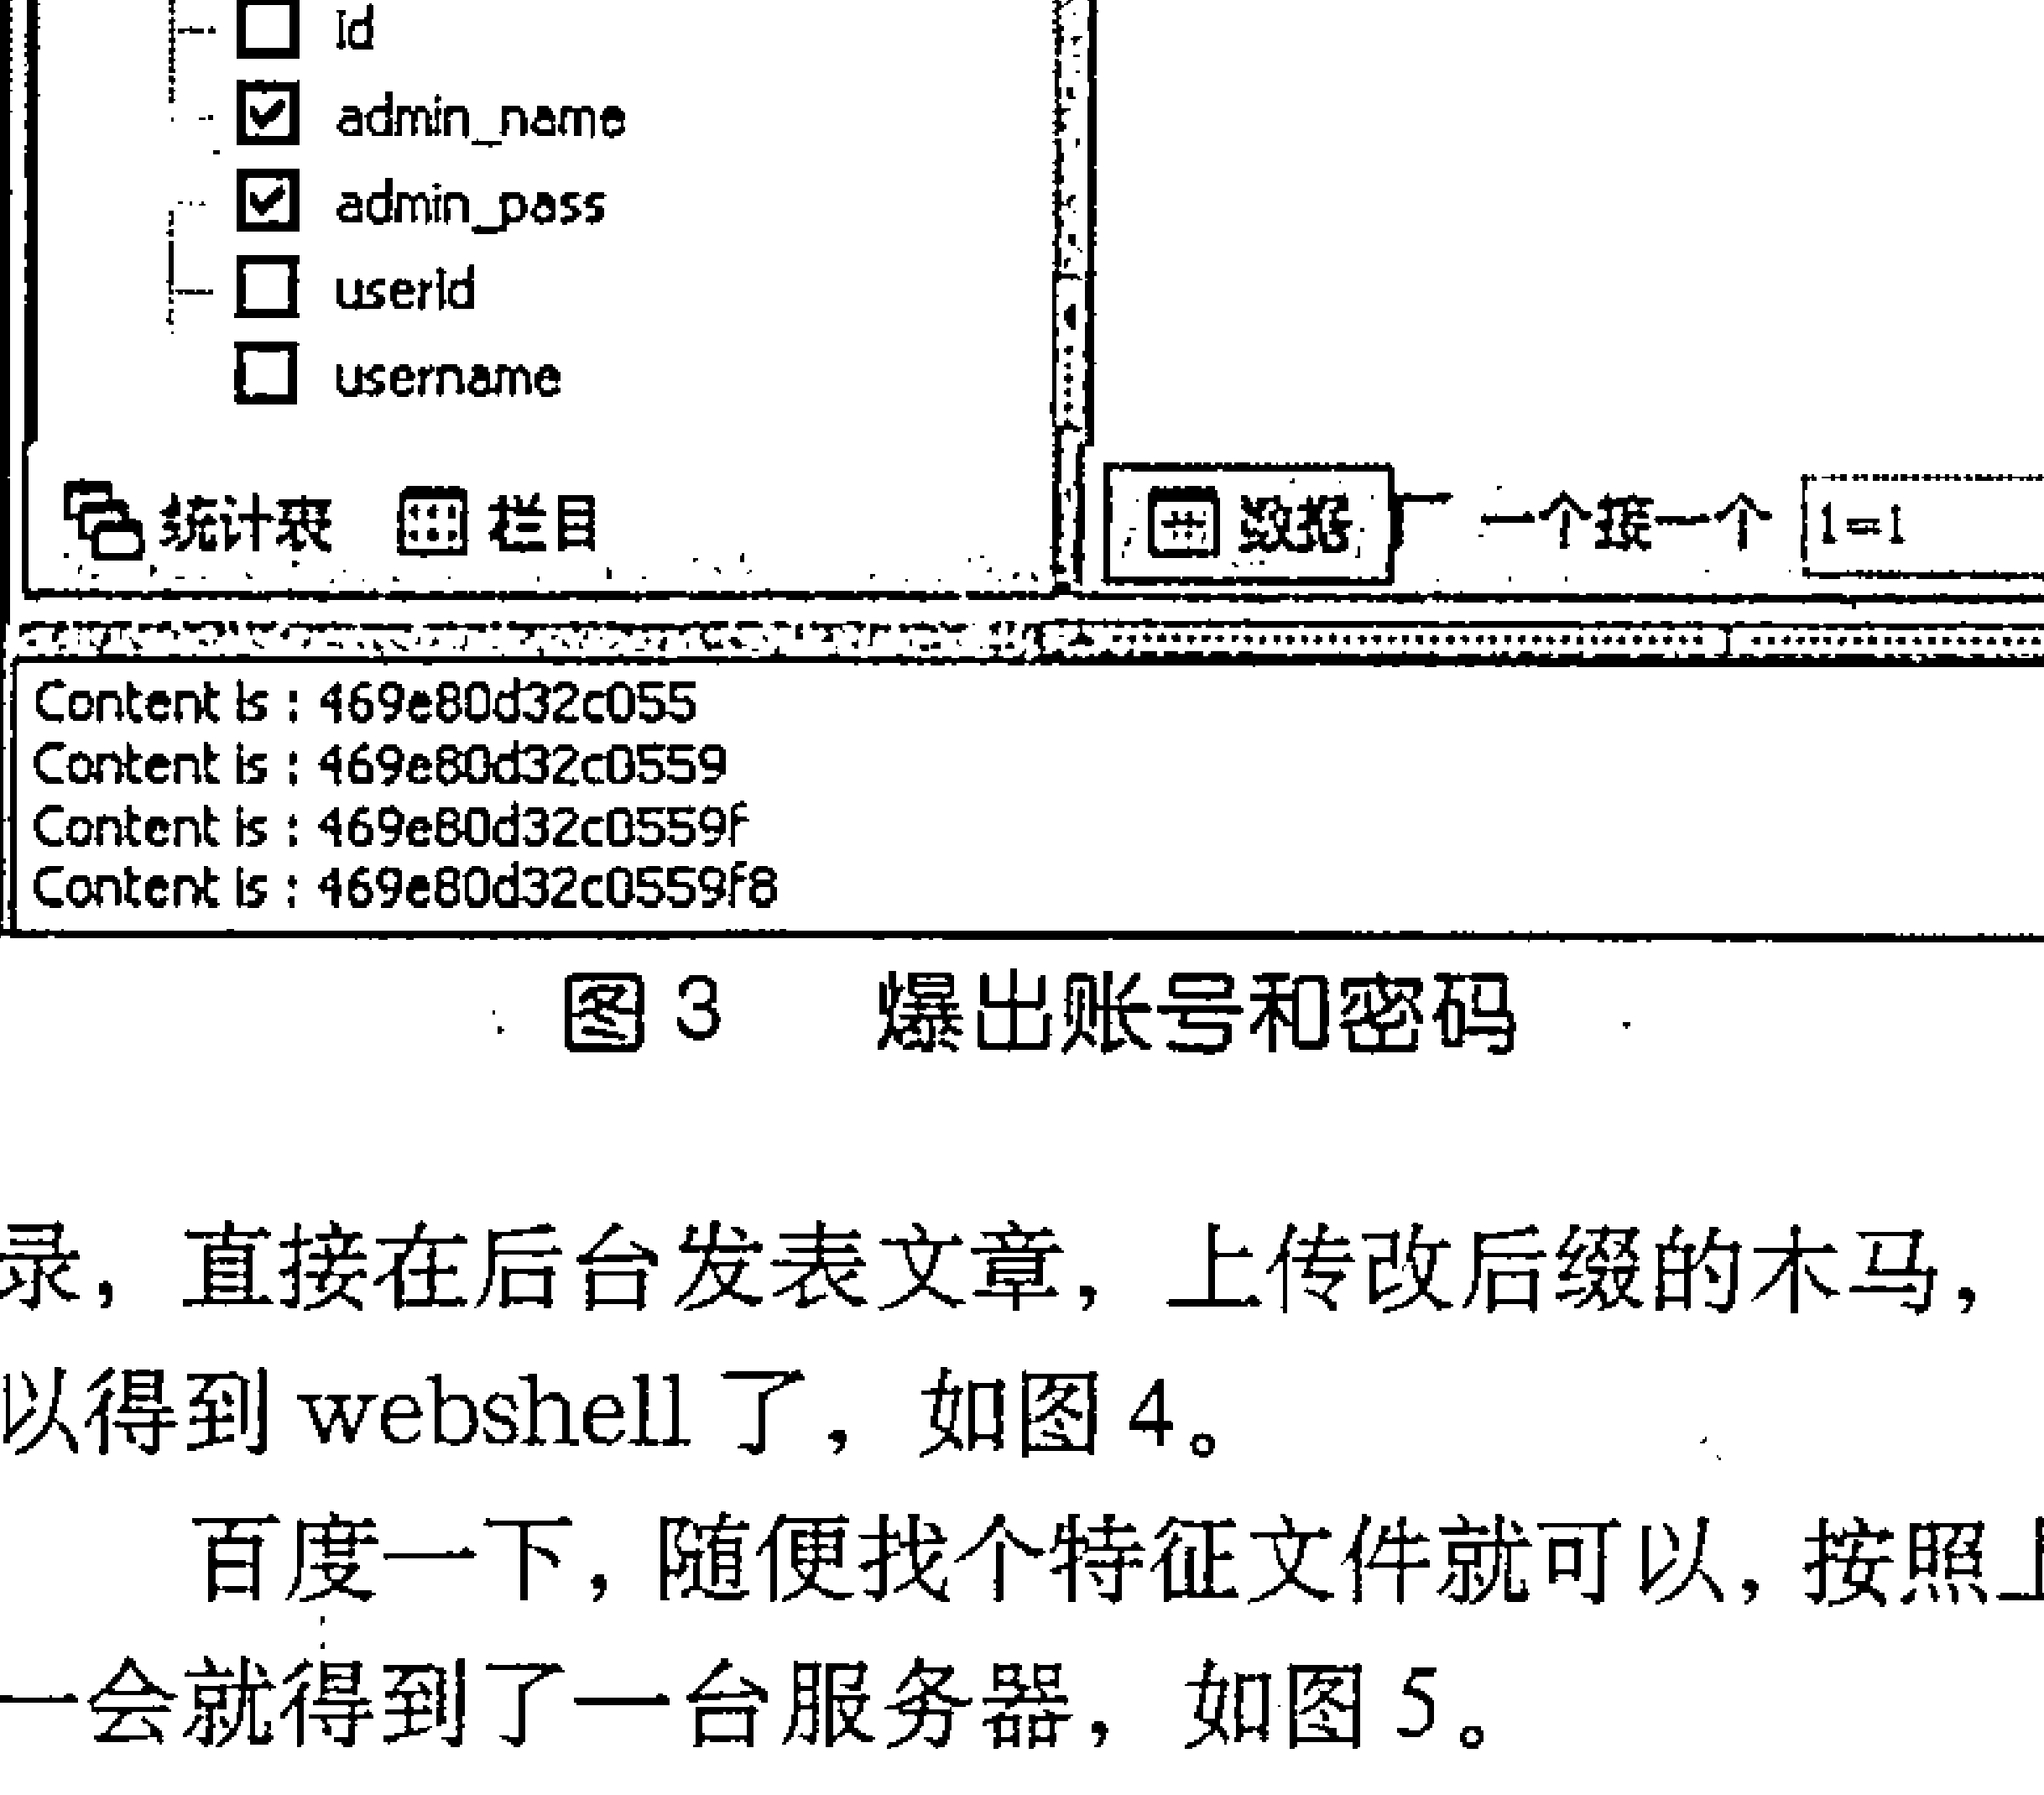 Id
admin_name
admin_pass
userId
username
统计表 栏目
数据 一个接一个 1=1
Content is : 469e80d32c055
Content is : 469e80d32c0559
Content is : 469e80d32c0559f
Content is : 469e80d32c0559f8
图 3 爆出账号和密码
录，直接在后台发表文章，上传改后缀的木马，
以得到 webshell 了，如图 4。
百度一下，随便找个特征文件就可以，按照上
一会就得到了一台服务器，如图 5。